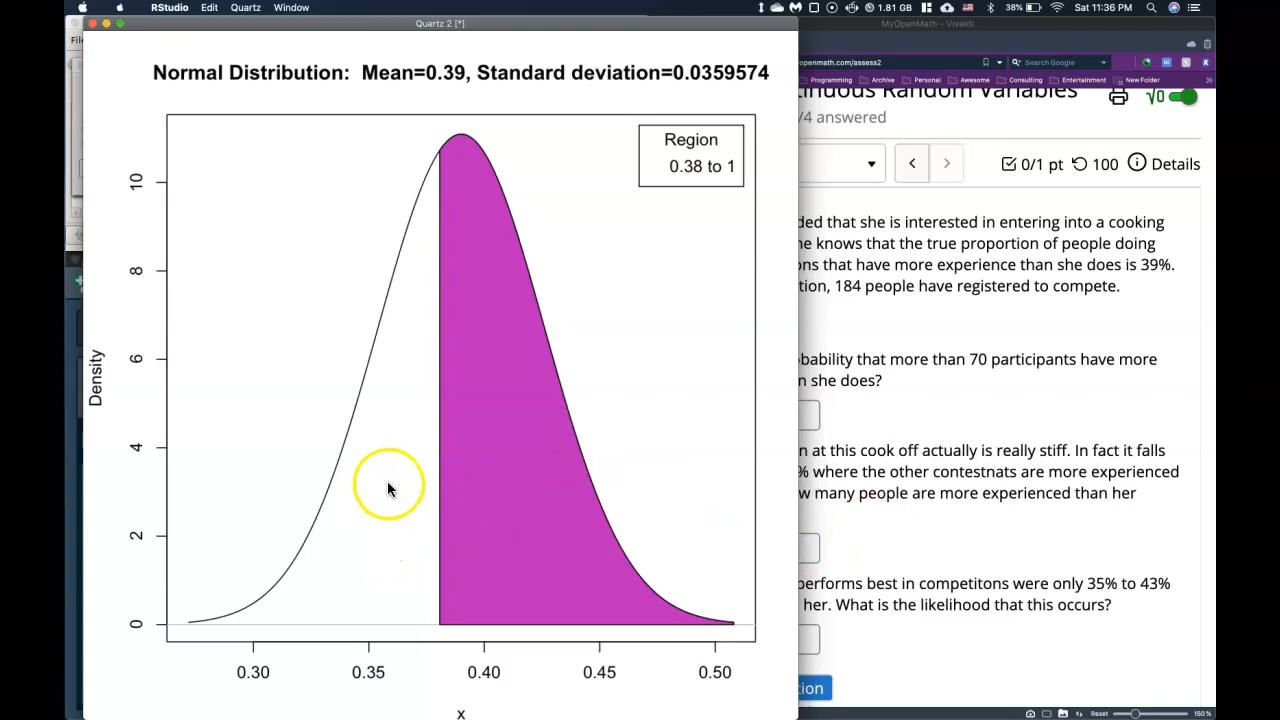 RStudio Edit Quartz Window
1.81 GB 38% Sat 11:36 PM
Quartz 2 [*]
MyOpenMath - Vivaldi
Normal Distribution: Mean=0.39, Standard deviation=0.0359574
Region
0.38 to 1
Density
0 2 4 6 8 10
0.30 0.35 0.40 0.45 0.50
x
openmath.com/assess2
Search Google
Programming Archive Personal Awesome Consulting Entertainment New Folder
tinuous Random Variables
√0
/4 answered
0/1 pt 100 Details
ded that she is interested in entering into a cooking
ne knows that the true proportion of people doing
ons that have more experience than she does is 39%.
tion, 184 people have registered to compete.
bability that more than 70 participants have more
n she does?
n at this cook off actually is really stiff. In fact it falls
% where the other contestnats are more experienced
w many people are more experienced than her
performs best in competitons were only 35% to 43%
her. What is the likelihood that this occurs?
tion
Reset 150 %